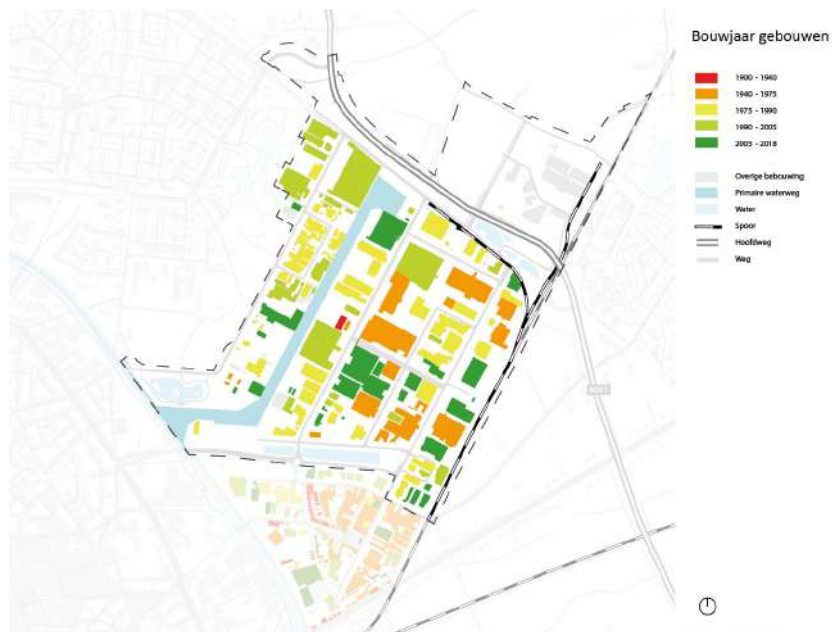 Bouwjaar gebouwen
1900 - 1940
1940 - 1975
1975 - 1990
1990 - 2005
2005 - 2018
Overige bebouwing
Primaire waterweg
Water
Spoor
Hoofdweg
Weg